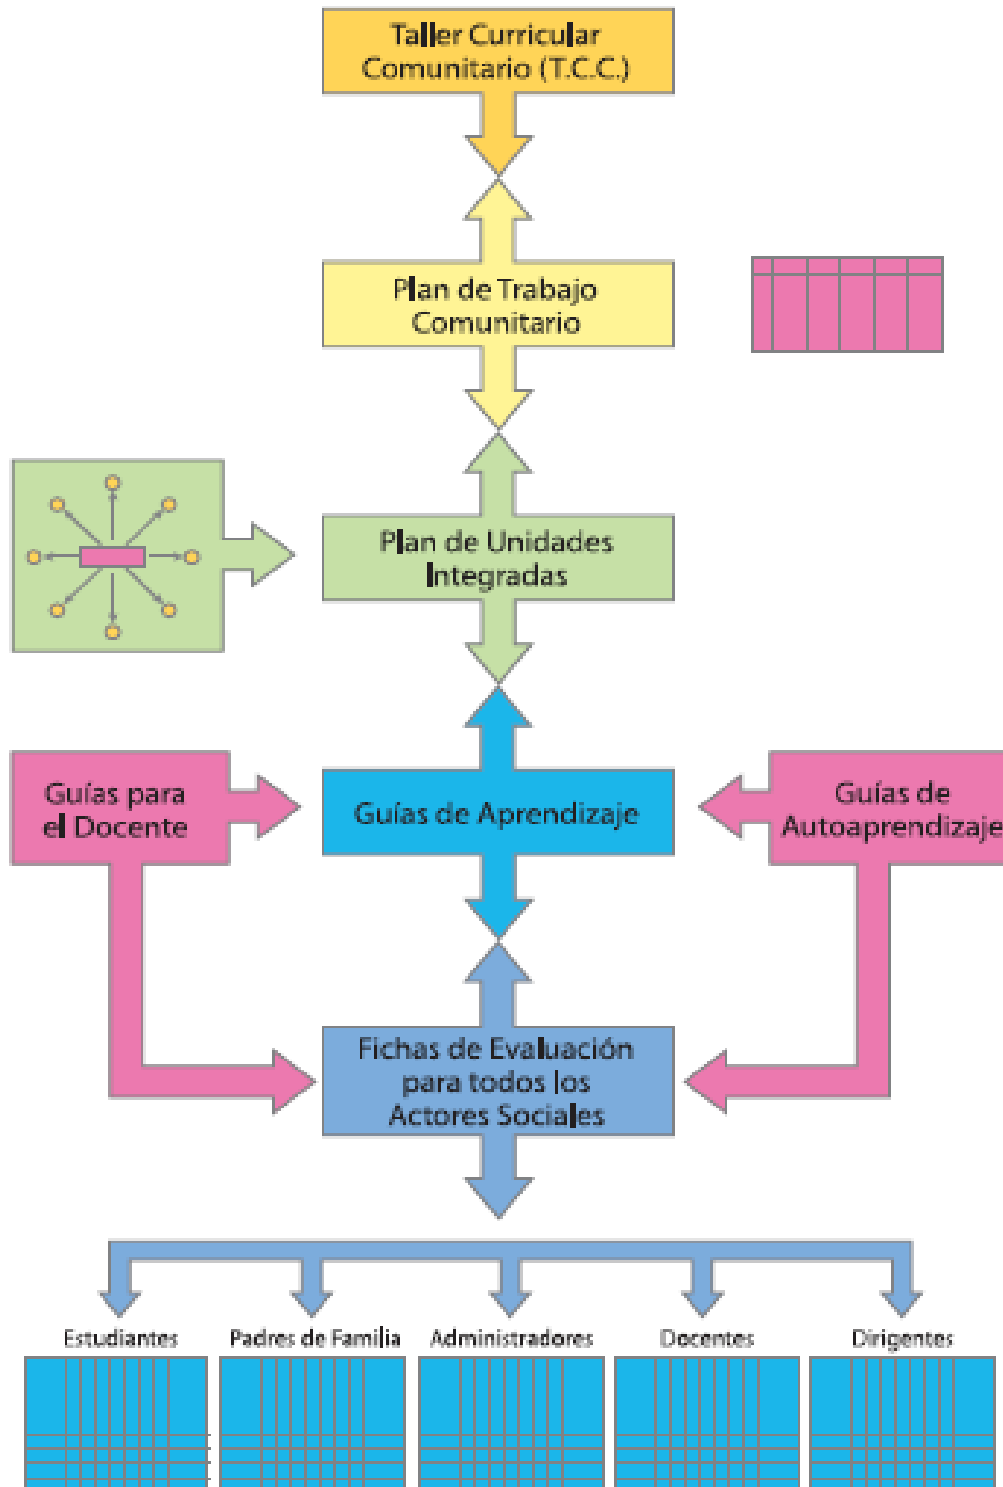 Taller Curricular
Comunitario (T.C.C.)
Plan de Trabajo
Comunitario
Plan de Unidades
Integradas
Guías para
el Docente
Guías de Aprendizaje
Guías de
Autoaprendizaje
Fichas de Evaluación
para todos los
Actores Sociales
Estudiantes
Padres de Familia
Administradores
Docentes
Dirigentes